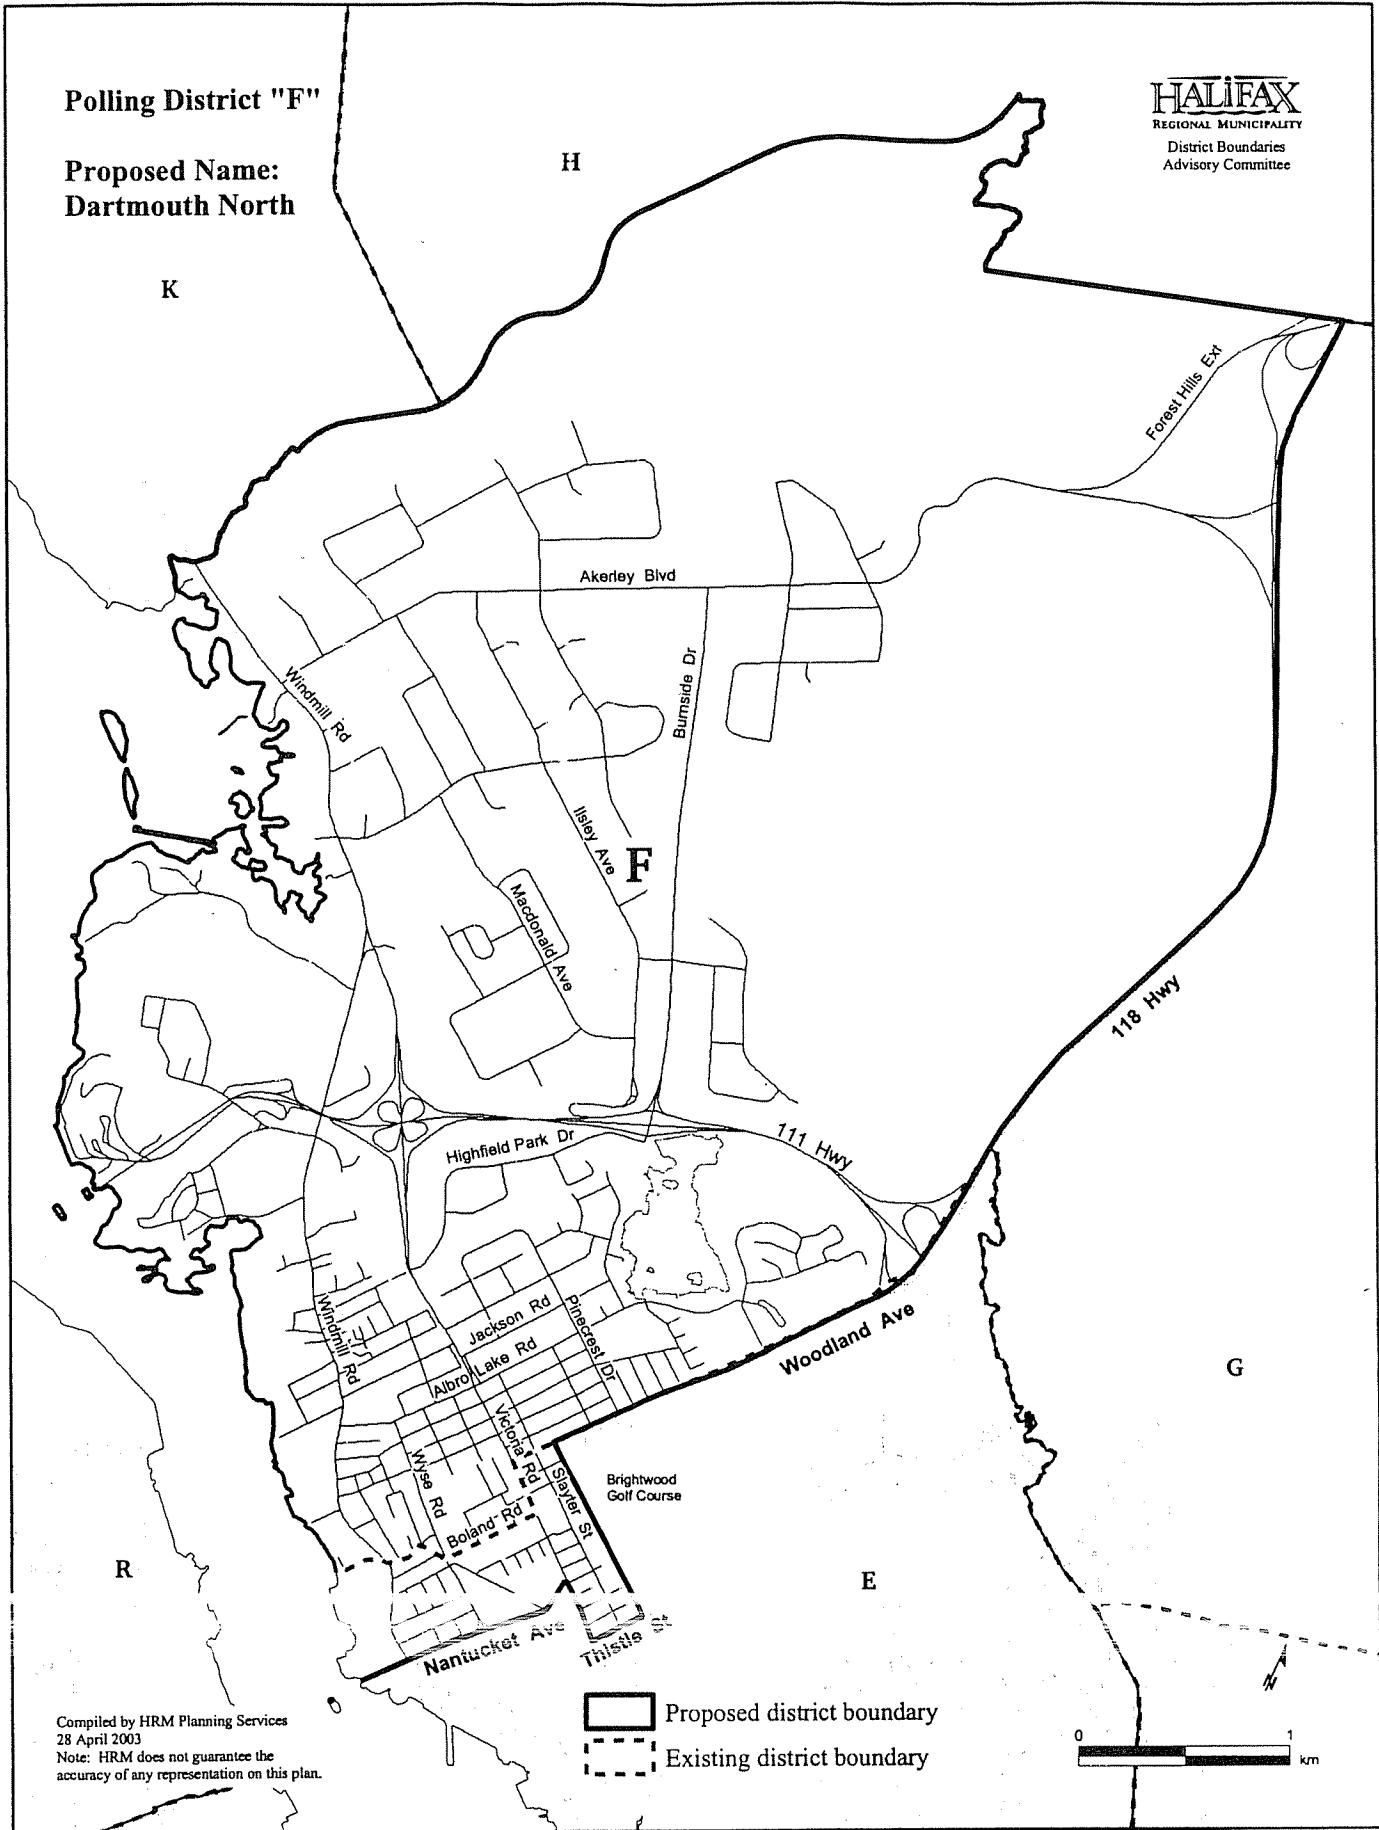 Polling District "F"
Proposed Name:
Dartmouth North
HALIFAX
REGIONAL MUNICIPALITY
District Boundaries
Advisory Committee
H
K
Forest Hills Ext
Akerley Blvd
Windmill Rd
Burnside Dr
Ilsley Ave
F
Macdonald Ave
118 Hwy
Highfield Park Dr
111 Hwy
Windmill Rd
Jackson Rd
Pinecrest Dr
Albro Lake Rd
Woodland Ave
G
Victoria Rd
Wyse Rd
Slayter St
Brightwood
Golf Course
Boland Rd
R
E
Nantucket Ave
Thistle St
N
Proposed district boundary
Existing district boundary
0 1
km
Compiled by HRM Planning Services
28 April 2003
Note: HRM does not guarantee the
accuracy of any representation on this plan.